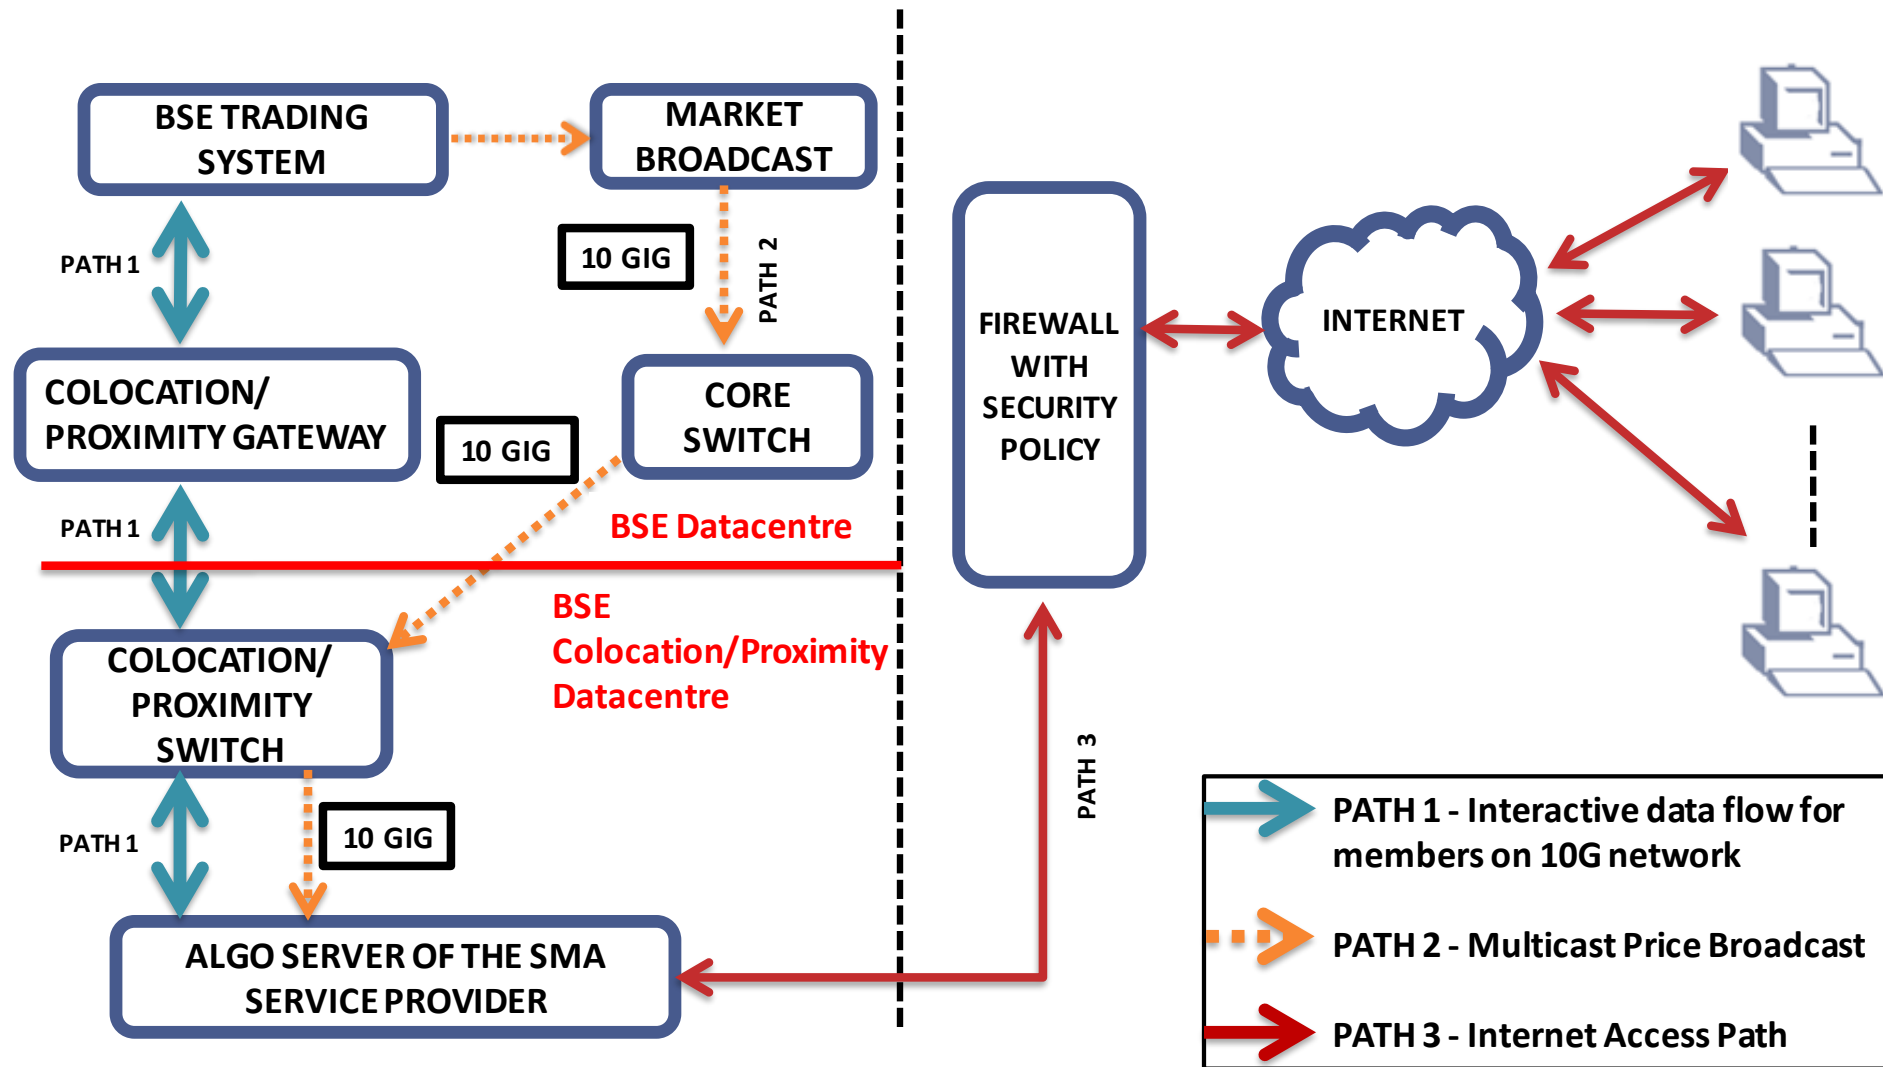 BSE TRADING
SYSTEM
MARKET
BROADCAST
PATH 1
10 GIG
PATH 2
COLOCATION/
PROXIMITY GATEWAY
10 GIG
CORE
SWITCH
PATH 1
BSE Datacentre
BSE
Colocation/Proximity
Datacentre
COLOCATION/
PROXIMITY
SWITCH
PATH 1
10 GIG
ALGO SERVER OF THE SMA
SERVICE PROVIDER
FIREWALL
WITH
SECURITY
POLICY
INTERNET
PATH 3
PATH 1 - Interactive data flow for
members on 10G network
PATH 2 - Multicast Price Broadcast
PATH 3 - Internet Access Path